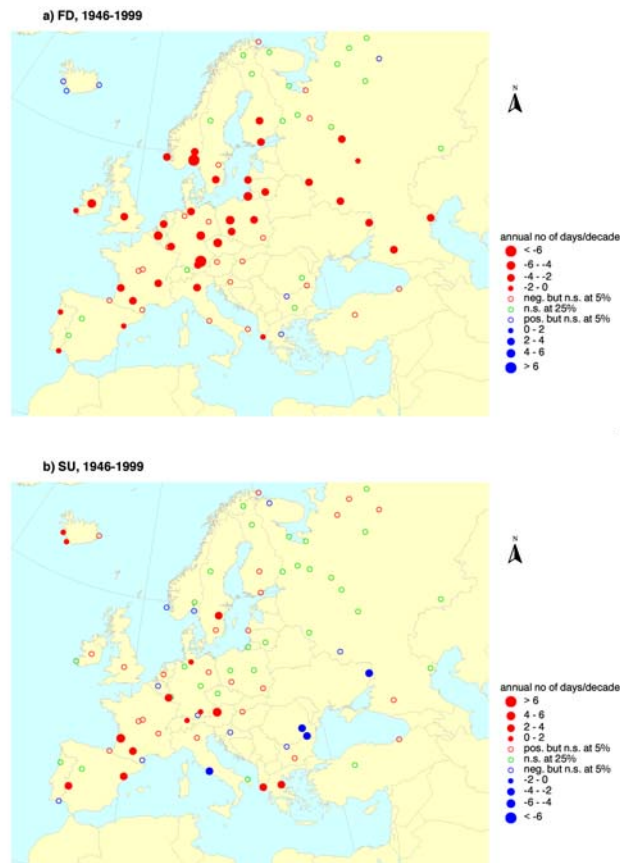 a) FD, 1946-1999
N
annual no of days/decade
< -6
-6 - -4
-4 - -2
-2 - 0
neg. but n.s. at 5%
n.s. at 25%
pos. but n.s. at 5%
0 - 2
2 - 4
4 - 6
> 6
b) SU, 1946-1999
N
annual no of days/decade
> 6
4 - 6
2 - 4
0 - 2
pos. but n.s. at 5%
n.s. at 25%
neg. but n.s. at 5%
-2 - 0
-4 - -2
-6 - -4
< -6